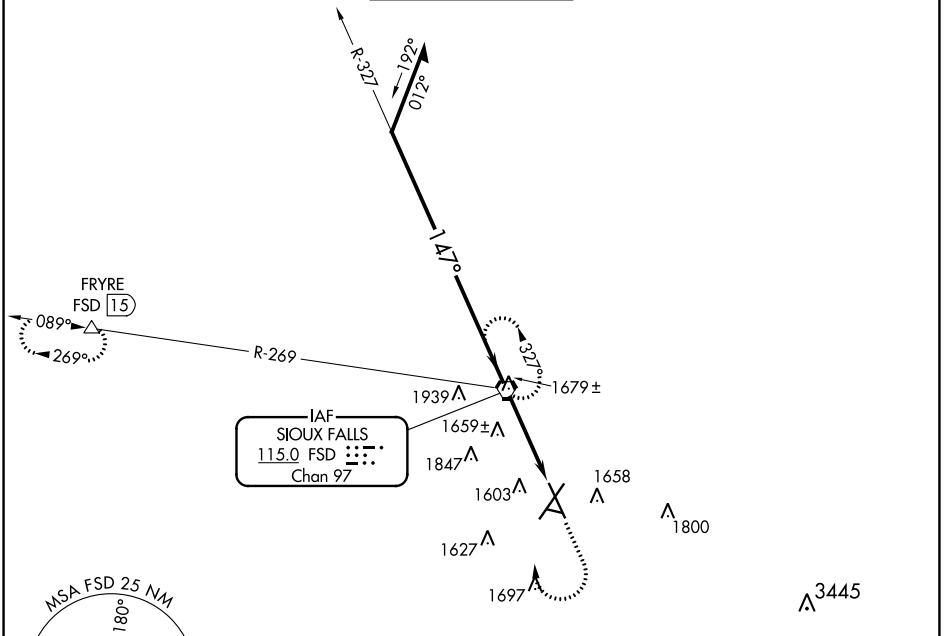 R-327
192°
012°
147°
FRYRE
FSD 15
089°
269°
R-269
327°
1939
1679±
IAF
SIOUX FALLS
115.0 FSD
Chan 97
1659±
1847
1603
1658
1800
1627
1697
3445
MSA FSD 25 NM
180°